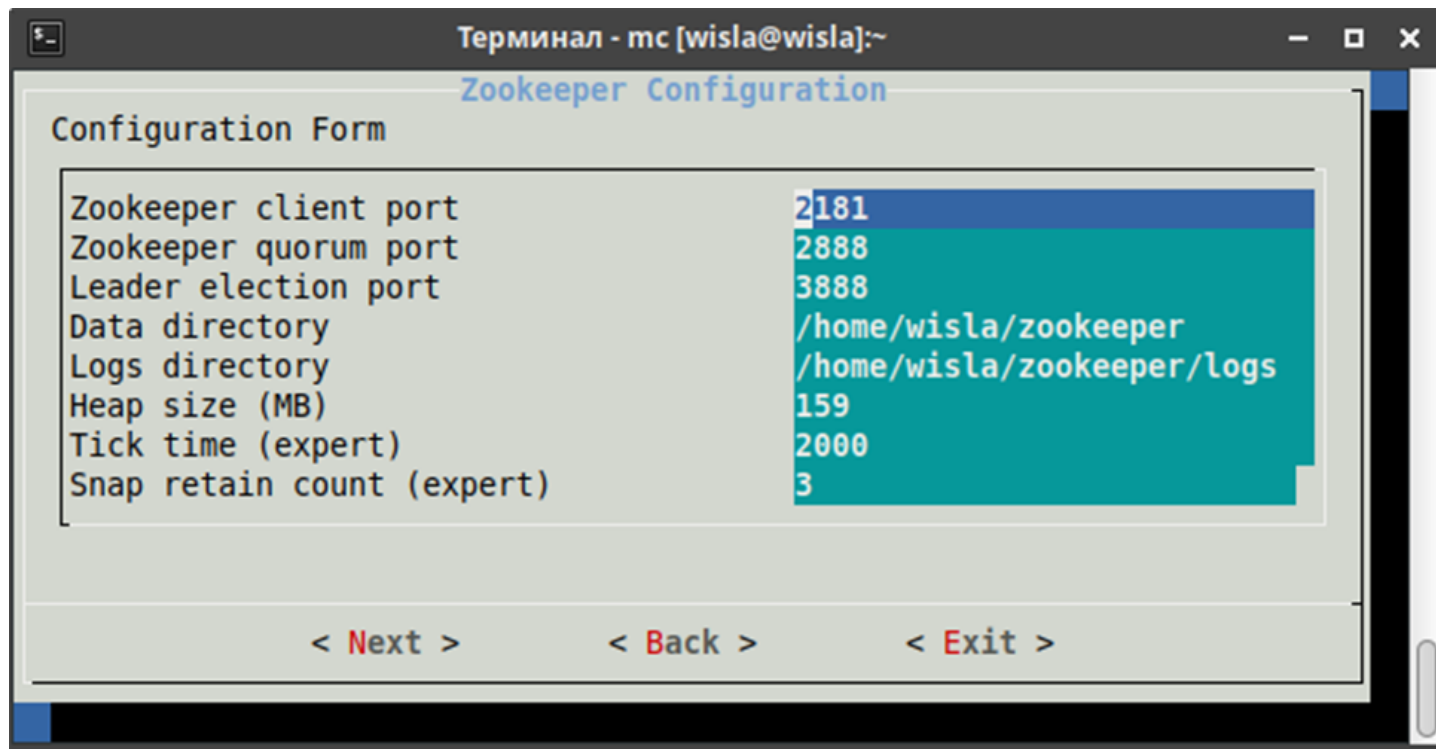 Терминал - mc [wisla@wisla]:~
Zookeeper Configuration
Configuration Form
Zookeeper client port 2181
Zookeeper quorum port 2888
Leader election port 3888
Data directory /home/wisla/zookeeper
Logs directory /home/wisla/zookeeper/logs
Heap size (MB) 159
Tick time (expert) 2000
Snap retain count (expert) 3
< Next > < Back > < Exit >